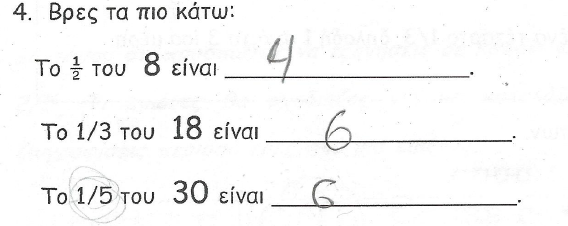 4. Βρες τα πιο κάτω:
Το ½ του 8 είναι 4.
Το 1/3 του 18 είναι 6.
Το 1/5 του 30 είναι 6.